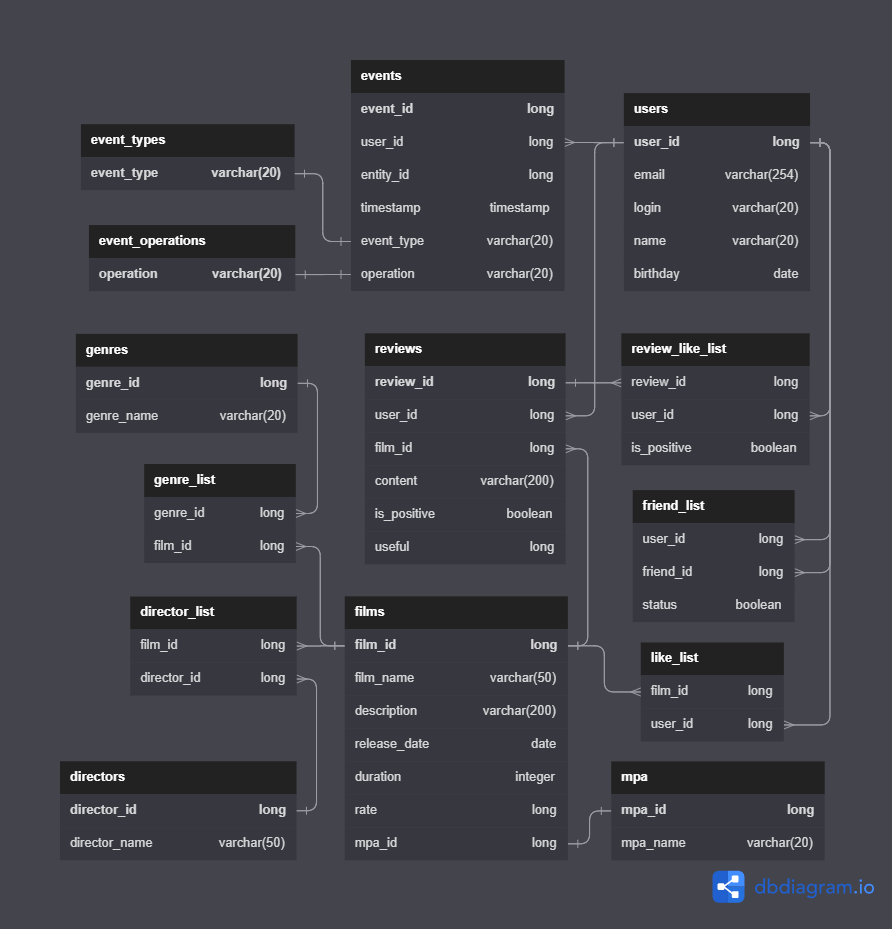 events
event_id long
user_id long
entity_id long
timestamp timestamp
event_type varchar(20)
operation varchar(20)
users
user_id long
email varchar(254)
login varchar(20)
name varchar(20)
birthday date
event_types
event_type varchar(20)
event_operations
operation varchar(20)
genres
genre_id long
genre_name varchar(20)
reviews
review_id long
user_id long
film_id long
content varchar(200)
is_positive boolean
useful long
review_like_list
review_id long
user_id long
is_positive boolean
genre_list
genre_id long
film_id long
friend_list
user_id long
friend_id long
status boolean
director_list
film_id long
director_id long
films
film_id long
film_name varchar(50)
description varchar(200)
release_date date
duration integer
rate long
mpa_id long
like_list
film_id long
user_id long
directors
director_id long
director_name varchar(50)
mpa
mpa_id long
mpa_name varchar(20)
dbdiagram.io